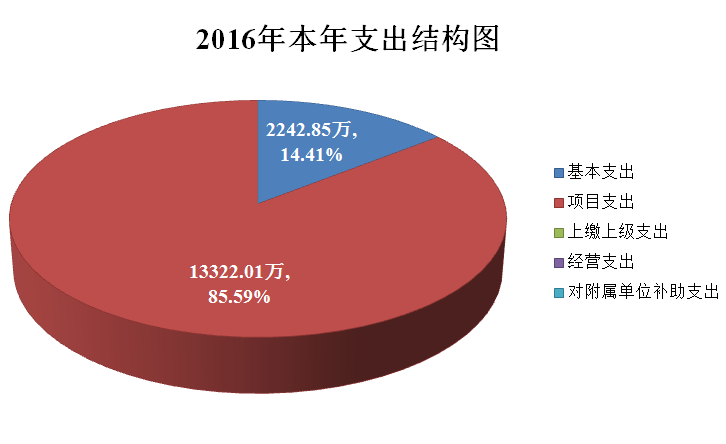 2016年本年支出结构图
2242.85万,
14.41%
13322.01万,
85.59%
基本支出
项目支出
上缴上级支出
经营支出
对附属单位补助支出